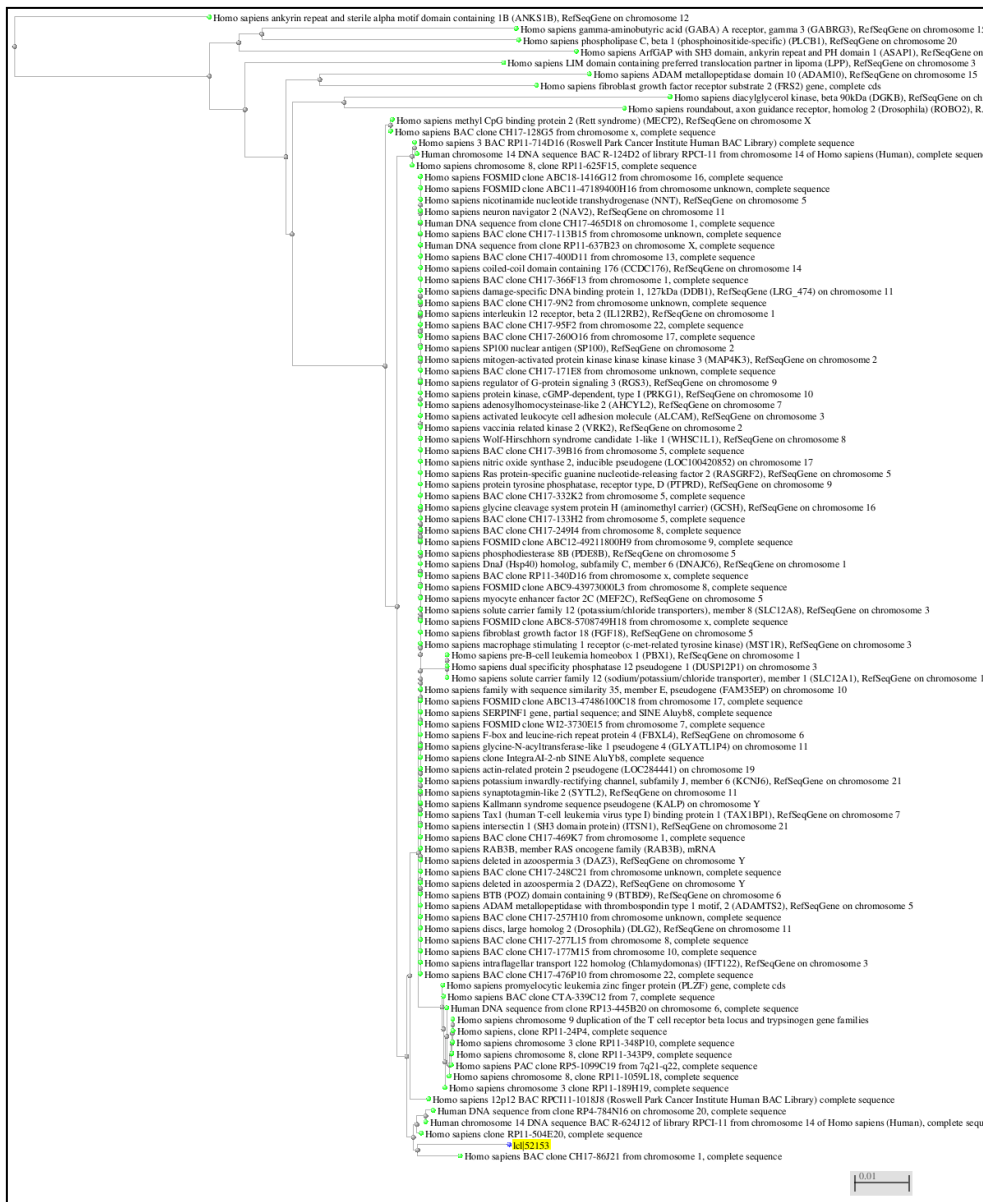 Homo sapiens ankyrin repeat and sterile alpha motif domain containing 1B (ANKS1B), RefSeqGene on chromosome 12
Homo sapiens gamma-aminobutyric acid (GABA) A receptor, gamma 3 (GABRG3), RefSeqGene on chromosome 15
Homo sapiens phospholipase C, beta 1 (phosphoinositide-specific) (PLCB1), RefSeqGene on chromosome 20
Homo sapiens ArfGAP with SH3 domain, ankyrin repeat and PH domain 1 (ASAP1), RefSeqGene on
Homo sapiens LIM domain containing preferred translocation partner in lipoma (LPP), RefSeqGene on chromosome 3
Homo sapiens ADAM metallopeptidase domain 10 (ADAM10), RefSeqGene on chromosome 15
Homo sapiens fibroblast growth factor receptor substrate 2 (FRS2) gene, complete cds
Homo sapiens diacylglycerol kinase, beta 90kDa (DGKB), RefSeqGene on ch
Homo sapiens roundabout, axon guidance receptor, homolog 2 (Drosophila) (ROBO2), R
Homo sapiens methyl CpG binding protein 2 (Rett syndrome) (MECP2), RefSeqGene on chromosome X
Homo sapiens BAC clone CH17-128G5 from chromosome x, complete sequence
Homo sapiens 3 BAC RP11-714D16 (Roswell Park Cancer Institute Human BAC Library) complete sequence
Human chromosome 14 DNA sequence BAC R-124D2 of library RPCI-11 from chromosome 14 of Homo sapiens (Human), complete sequenc
Homo sapiens chromosome 8, clone RP11-625F15, complete sequence
Homo sapiens FOSMID clone ABC18-1416G12 from chromosome 16, complete sequence
Homo sapiens FOSMID clone ABC11-47189400H16 from chromosome unknown, complete sequence
Homo sapiens nicotinamide nucleotide transhydrogenase (NNT), RefSeqGene on chromosome 5
Homo sapiens neuron navigator 2 (NAV2), RefSeqGene on chromosome 11
Human DNA sequence from clone CH17-465D18 on chromosome 1, complete sequence
Homo sapiens BAC clone CH17-113B15 from chromosome unknown, complete sequence
Human DNA sequence from clone RP11-637B23 on chromosome X, complete sequence
Homo sapiens BAC clone CH17-400D11 from chromosome 13, complete sequence
Homo sapiens coiled-coil domain containing 176 (CCDC176), RefSeqGene on chromosome 14
Homo sapiens BAC clone CH17-366F13 from chromosome 1, complete sequence
Homo sapiens damage-specific DNA binding protein 1, 127kDa (DDB1), RefSeqGene (LRG_474) on chromosome 11
Homo sapiens BAC clone CH17-9N2 from chromosome unknown, complete sequence
Homo sapiens interleukin 12 receptor, beta 2 (IL12RB2), RefSeqGene on chromosome 1
Homo sapiens BAC clone CH17-95F2 from chromosome 22, complete sequence
Homo sapiens BAC clone CH17-260O16 from chromosome 17, complete sequence
Homo sapiens SP100 nuclear antigen (SP100), RefSeqGene on chromosome 2
Homo sapiens mitogen-activated protein kinase kinase kinase kinase 3 (MAP4K3), RefSeqGene on chromosome 2
Homo sapiens BAC clone CH17-171E8 from chromosome unknown, complete sequence
Homo sapiens regulator of G-protein signaling 3 (RGS3), RefSeqGene on chromosome 9
Homo sapiens protein kinase, cGMP-dependent, type I (PRKG1), RefSeqGene on chromosome 10
Homo sapiens adenosylhomocysteinase-like 2 (AHCYL2), RefSeqGene on chromosome 7
Homo sapiens activated leukocyte cell adhesion molecule (ALCAM), RefSeqGene on chromosome 3
Homo sapiens vaccinia related kinase 2 (VRK2), RefSeqGene on chromosome 2
Homo sapiens Wolf-Hirschhorn syndrome candidate 1-like 1 (WHSC1L1), RefSeqGene on chromosome 8
Homo sapiens BAC clone CH17-39B16 from chromosome 5, complete sequence
Homo sapiens nitric oxide synthase 2, inducible pseudogene (LOC100420852) on chromosome 17
Homo sapiens Ras protein-specific guanine nucleotide-releasing factor 2 (RASGRF2), RefSeqGene on chromosome 5
Homo sapiens protein tyrosine phosphatase, receptor type, D (PTPRD), RefSeqGene on chromosome 9
Homo sapiens BAC clone CH17-332K2 from chromosome 5, complete sequence
Homo sapiens glycine cleavage system protein H (aminomethyl carrier) (GCSH), RefSeqGene on chromosome 16
Homo sapiens BAC clone CH17-133H2 from chromosome 5, complete sequence
Homo sapiens BAC clone CH17-249I4 from chromosome 8, complete sequence
Homo sapiens FOSMID clone ABC12-49211800H9 from chromosome 9, complete sequence
Homo sapiens phosphodiesterase 8B (PDE8B), RefSeqGene on chromosome 5
Homo sapiens DnaJ (Hsp40) homolog, subfamily C, member 6 (DNAJC6), RefSeqGene on chromosome 1
Homo sapiens BAC clone RP11-340D16 from chromosome x, complete sequence
Homo sapiens FOSMID clone ABC9-43973000L3 from chromosome 8, complete sequence
Homo sapiens myocyte enhancer factor 2C (MEF2C), RefSeqGene on chromosome 5
Homo sapiens solute carrier family 12 (potassium/chloride transporters), member 8 (SLC12A8), RefSeqGene on chromosome 3
Homo sapiens FOSMID clone ABC8-5708749H18 from chromosome x, complete sequence
Homo sapiens fibroblast growth factor 18 (FGF18), RefSeqGene on chromosome 5
Homo sapiens macrophage stimulating 1 receptor (c-met-related tyrosine kinase) (MST1R), RefSeqGene on chromosome 3
Homo sapiens pre-B-cell leukemia homeobox 1 (PBX1), RefSeqGene on chromosome 1
Homo sapiens dual specificity phosphatase 12 pseudogene 1 (DUSP12P1) on chromosome 3
Homo sapiens solute carrier family 12 (sodium/potassium/chloride transporter), member 1 (SLC12A1), RefSeqGene on chromosome 1
Homo sapiens family with sequence similarity 35, member E, pseudogene (FAM35EP) on chromosome 10
Homo sapiens FOSMID clone ABC13-47486100C18 from chromosome 17, complete sequence
Homo sapiens SERPINF1 gene, partial sequence; and SINE Aluyb8, complete sequence
Homo sapiens FOSMID clone WI2-3730E15 from chromosome 7, complete sequence
Homo sapiens F-box and leucine-rich repeat protein 4 (FBXL4), RefSeqGene on chromosome 6
Homo sapiens glycine-N-acyltransferase-like 1 pseudogene 4 (GLYATL1P4) on chromosome 11
Homo sapiens clone IntegraAI-2-nb SINE AluYb8, complete sequence
Homo sapiens actin-related protein 2 pseudogene (LOC284441) on chromosome 19
Homo sapiens potassium inwardly-rectifying channel, subfamily J, member 6 (KCNJ6), RefSeqGene on chromosome 21
Homo sapiens synaptotagmin-like 2 (SYTL2), RefSeqGene on chromosome 11
Homo sapiens Kallmann syndrome sequence pseudogene (KALP) on chromosome Y
Homo sapiens Tax1 (human T-cell leukemia virus type I) binding protein 1 (TAX1BP1), RefSeqGene on chromosome 7
Homo sapiens intersectin 1 (SH3 domain protein) (ITSN1), RefSeqGene on chromosome 21
Homo sapiens BAC clone CH17-469K7 from chromosome 1, complete sequence
Homo sapiens RAB3B, member RAS oncogene family (RAB3B), mRNA
Homo sapiens deleted in azoospermia 3 (DAZ3), RefSeqGene on chromosome Y
Homo sapiens BAC clone CH17-248C21 from chromosome unknown, complete sequence
Homo sapiens deleted in azoospermia 2 (DAZ2), RefSeqGene on chromosome Y
Homo sapiens BTB (POZ) domain containing 9 (BTBD9), RefSeqGene on chromosome 6
Homo sapiens ADAM metallopeptidase with thrombospondin type 1 motif, 2 (ADAMTS2), RefSeqGene on chromosome 5
Homo sapiens BAC clone CH17-257H10 from chromosome unknown, complete sequence
Homo sapiens discs, large homolog 2 (Drosophila) (DLG2), RefSeqGene on chromosome 11
Homo sapiens BAC clone CH17-277L15 from chromosome 8, complete sequence
Homo sapiens BAC clone CH17-177M15 from chromosome 10, complete sequence
Homo sapiens intraflagellar transport 122 homolog (Chlamydomonas) (IFT122), RefSeqGene on chromosome 3
Homo sapiens BAC clone CH17-476P10 from chromosome 22, complete sequence
Homo sapiens promyelocytic leukemia zinc finger protein (PLZF) gene, complete cds
Homo sapiens BAC clone CTA-339C12 from 7, complete sequence
Human DNA sequence from clone RP13-445B20 on chromosome 6, complete sequence
Homo sapiens chromosome 9 duplication of the T cell receptor beta locus and trypsinogen gene families
Homo sapiens, clone RP11-24P4, complete sequence
Homo sapiens chromosome 3 clone RP11-348P10, complete sequence
Homo sapiens chromosome 8, clone RP11-343P9, complete sequence
Homo sapiens PAC clone RP5-1099C19 from 7q21-q22, complete sequence
Homo sapiens chromosome 8, clone RP11-1059L18, complete sequence
Homo sapiens chromosome 3 clone RP11-189H19, complete sequence
Homo sapiens 12p12 BAC RPCI11-1018J8 (Roswell Park Cancer Institute Human BAC Library) complete sequence
Human DNA sequence from clone RP4-784N16 on chromosome 20, complete sequence
Human chromosome 14 DNA sequence BAC R-624J12 of library RPCI-11 from chromosome 14 of Homo sapiens (Human), complete sequ
Homo sapiens clone RP11-504E20, complete sequence
lcl|52153
Homo sapiens BAC clone CH17-86J21 from chromosome 1, complete sequence
0.01